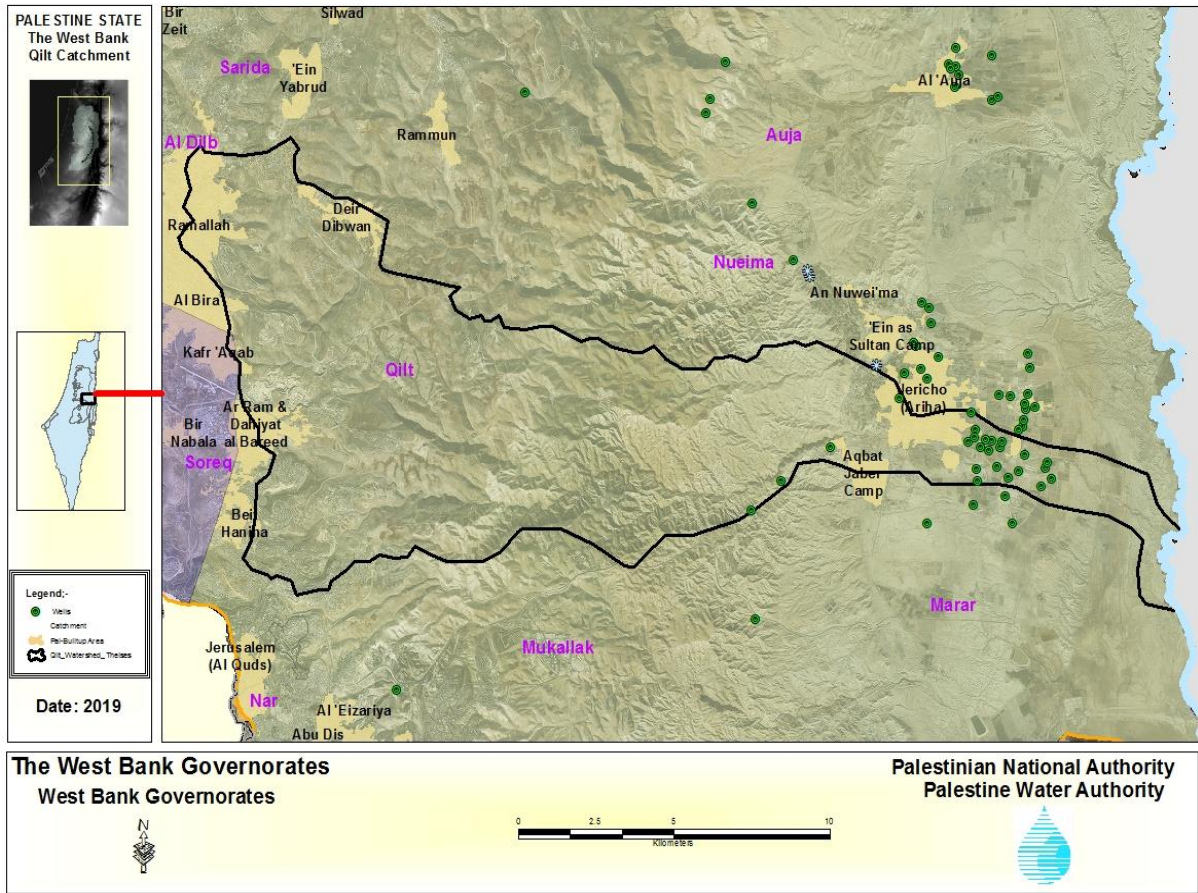 PALESTINE STATE
The West Bank
Qilt Catchment
Legend;-
Wells
Catchment
Pal-Builtup Area
Qilt_Watershed_Theises
Date: 2019
Bir
Zeit
Silwad
Sarida
'Ein
Yabrud
Al Dilb
Rammun
Auja
Al 'Auja
Ramallah
Deir
Dibwan
Nueima
An Nuwei'ma
Al Bira
'Ein as
Sultan Camp
Kafr 'Aqab
Qilt
Jericho
(Ariha)
Ar Ram &
Dahiyat
al Bareed
Bir
Nabala
Soreq
Aqbat
Jaber
Camp
Beit
Hanina
Marar
Jerusalem
(Al Quds)
Mukallak
Nar
Al 'Eizariya
Abu Dis
The West Bank Governorates
West Bank Governorates
N
0 2.5 5 10
Kilometers
Palestinian National Authority
Palestine Water Authority